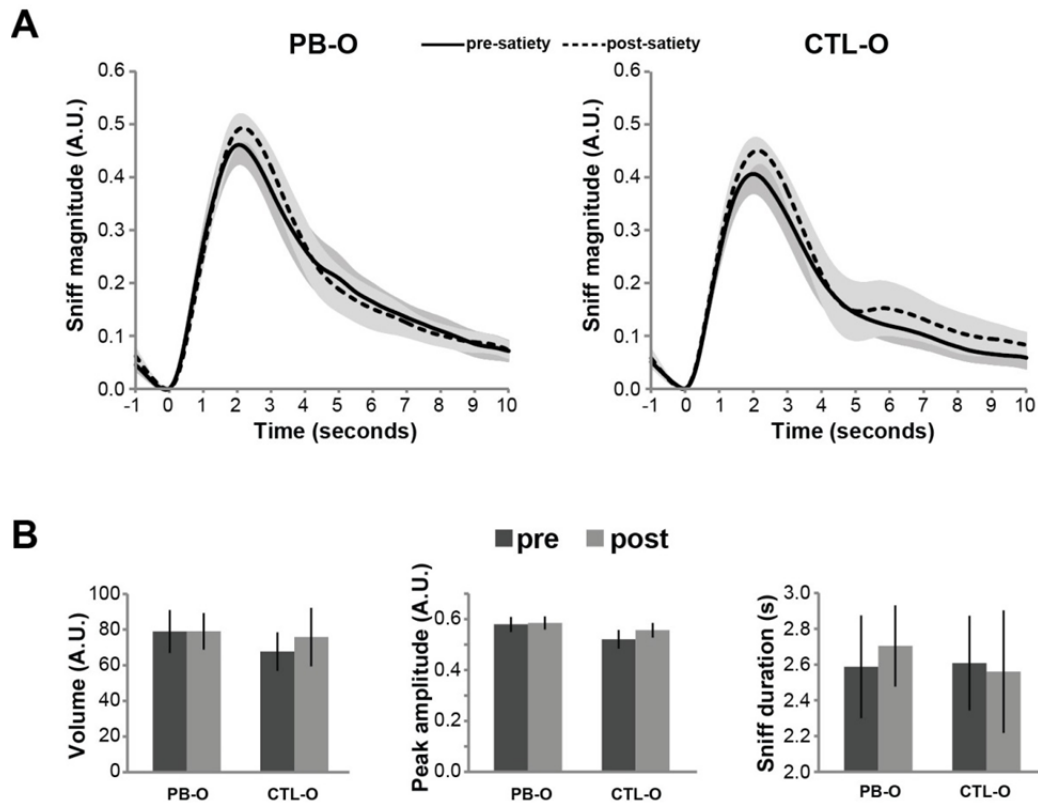 A
PB-O
pre-satiety
post-satiety
CTL-O
Sniff magnitude (A.U.)
0.6
0.5
0.4
0.3
0.2
0.1
0.0
-1 0 1 2 3 4 5 6 7 8 9 10
Time (seconds)
Sniff magnitude (A.U.)
0.6
0.5
0.4
0.3
0.2
0.1
0.0
-1 0 1 2 3 4 5 6 7 8 9 10
Time (seconds)
B
pre post
Volume (A.U.)
100
80
60
40
20
0
PB-O CTL-O
Peak amplitude (A.U.)
0.6
0.4
0.2
0.0
PB-O CTL-O
Sniff duration (s)
3.0
2.8
2.6
2.4
2.2
2.0
PB-O CTL-O